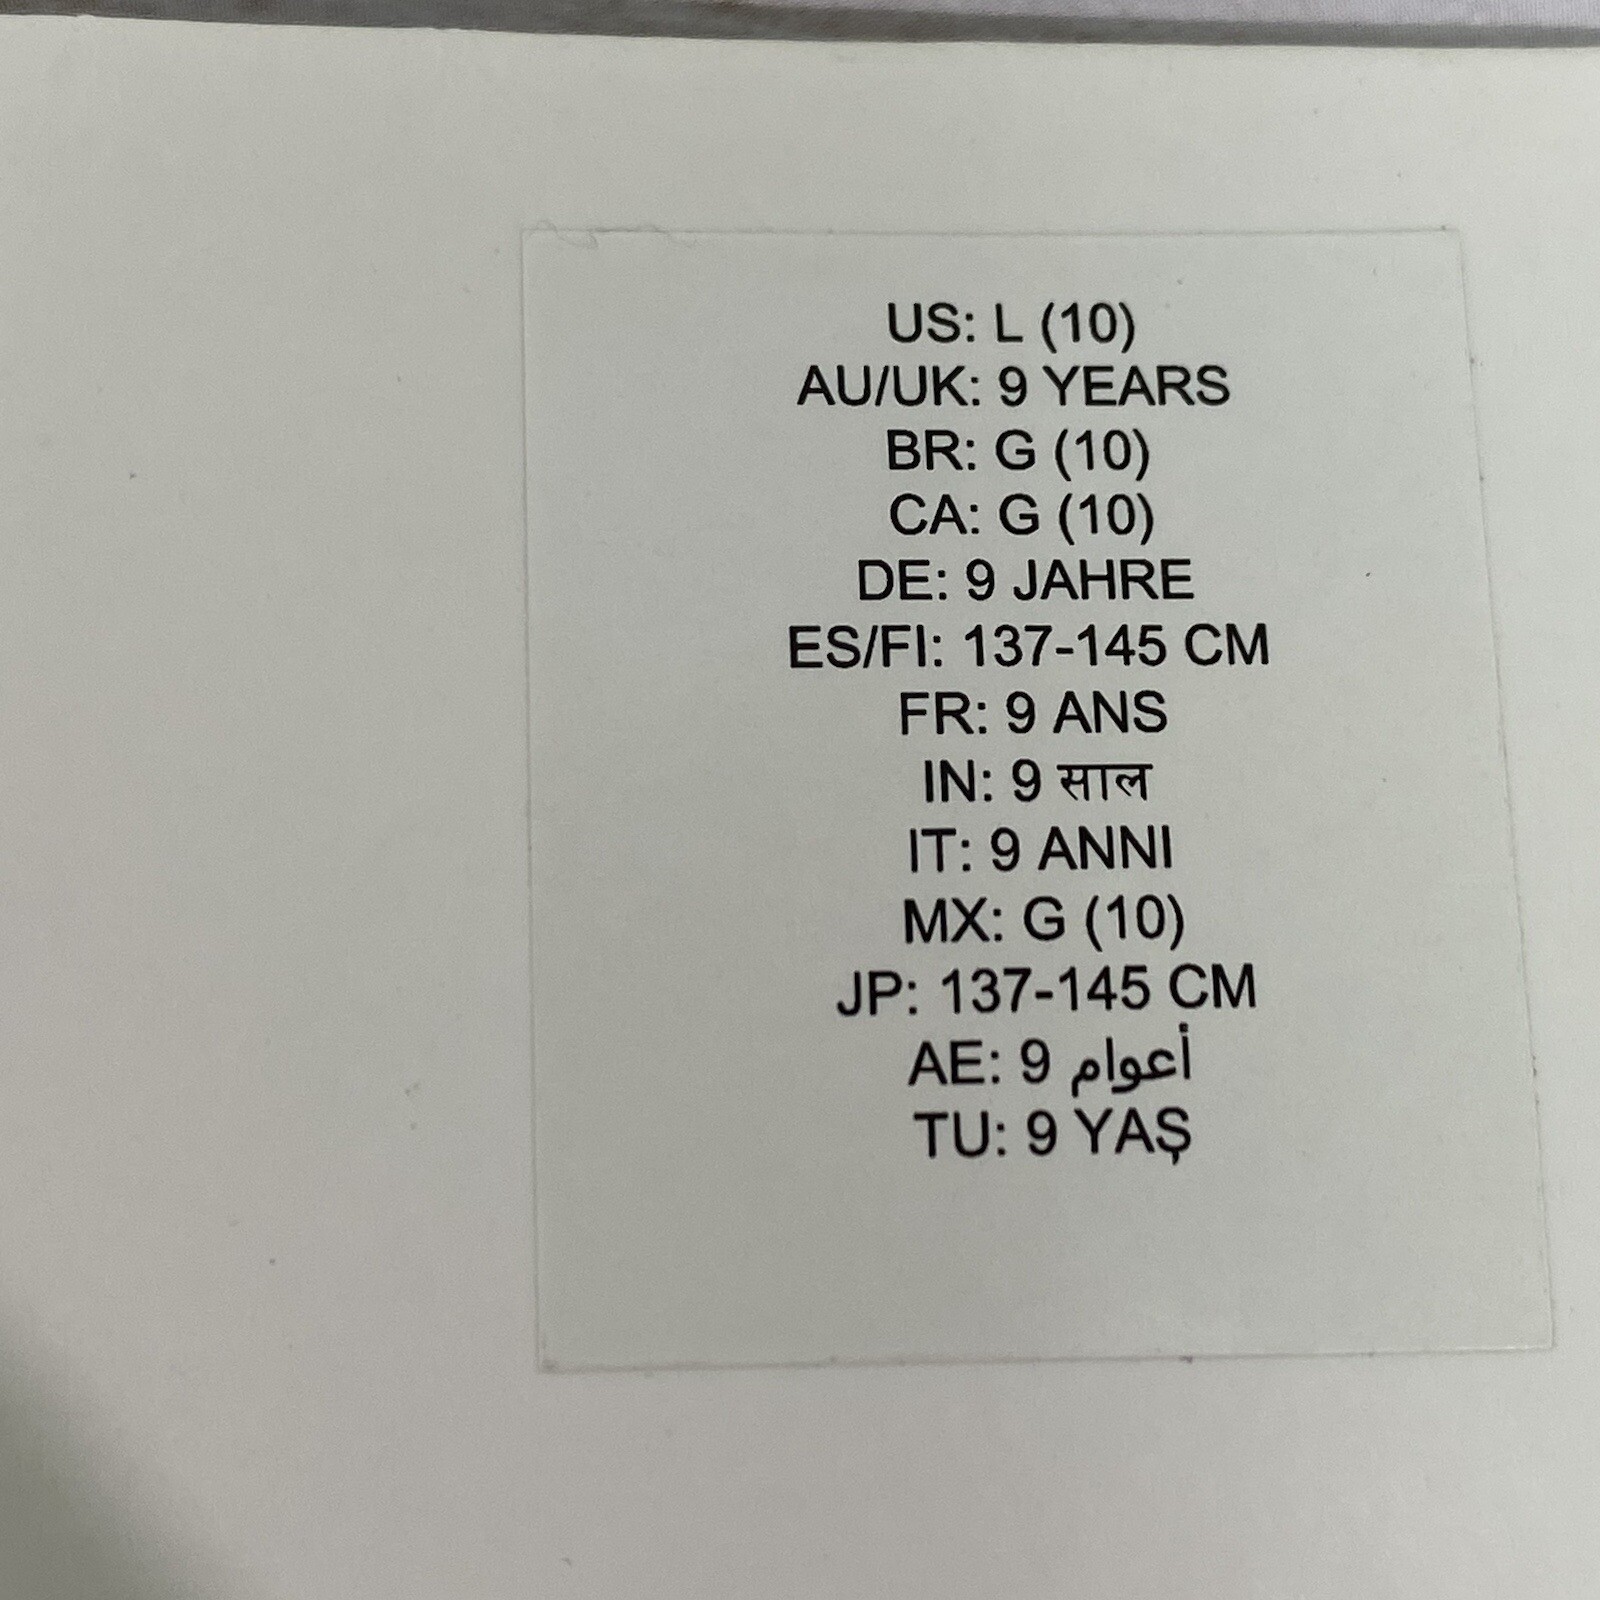 US: L (10)
AU/UK: 9 YEARS
BR: G (10)
CA: G (10)
DE: 9 JAHRE
ES/FI: 137-145 CM
FR: 9 ANS
IN: 9 साल
IT: 9 ANNI
MX: G (10)
JP: 137-145 CM
AE: 9 أعوام
TU: 9 YAŞ